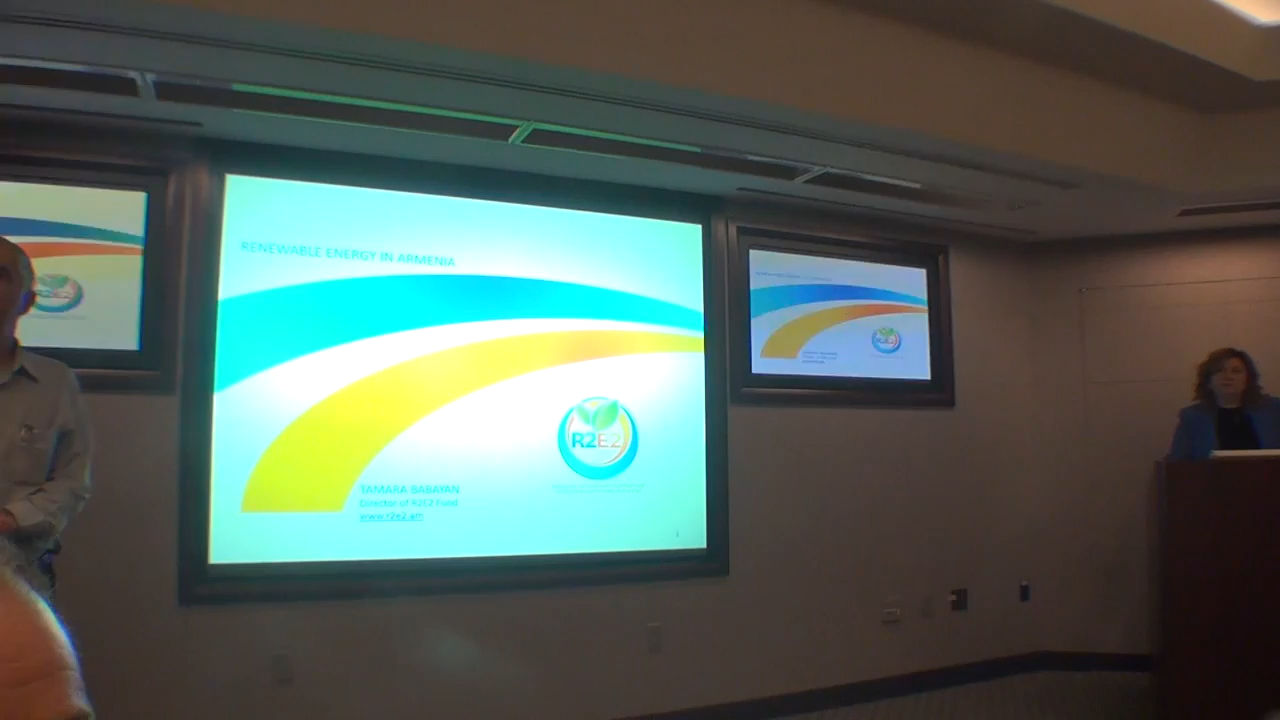 RENEWABLE ENERGY IN ARMENIA
R2E2
TAMARA BABAYAN
Director of R2E2 Fund
www.r2e2.am